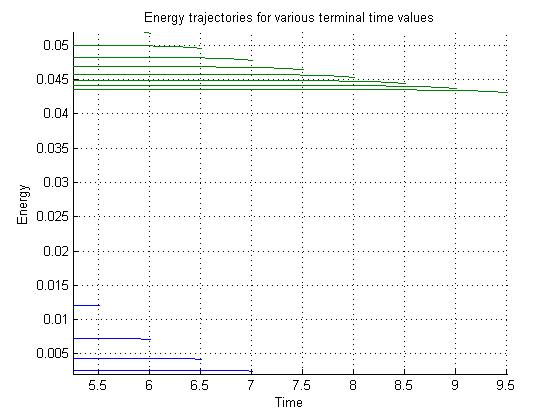 Energy trajectories for various terminal time values
0.05
0.045
0.04
0.035
0.03
0.025
0.02
0.015
0.01
0.005
Energy
5.5 6 6.5 7 7.5 8 8.5 9 9.5
Time